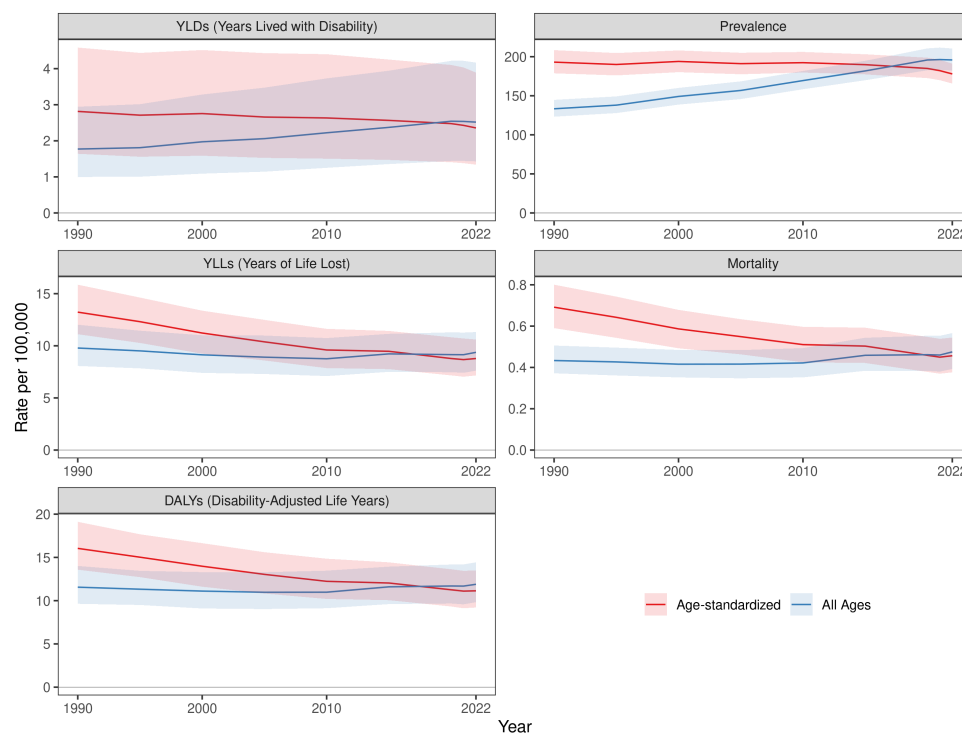 YLDs (Years Lived with Disability)
4
3
2
1
0
1990 2000 2010 2022
Prevalence
200
150
100
50
0
1990 2000 2010 2022
Rate per 100,000
YLLs (Years of Life Lost)
15
10
5
0
1990 2000 2010 2022
Mortality
0.8
0.6
0.4
0.2
0.0
1990 2000 2010 2022
DALYs (Disability-Adjusted Life Years)
20
15
10
5
0
1990 2000 2010 2022
Age-standardized All Ages
Year